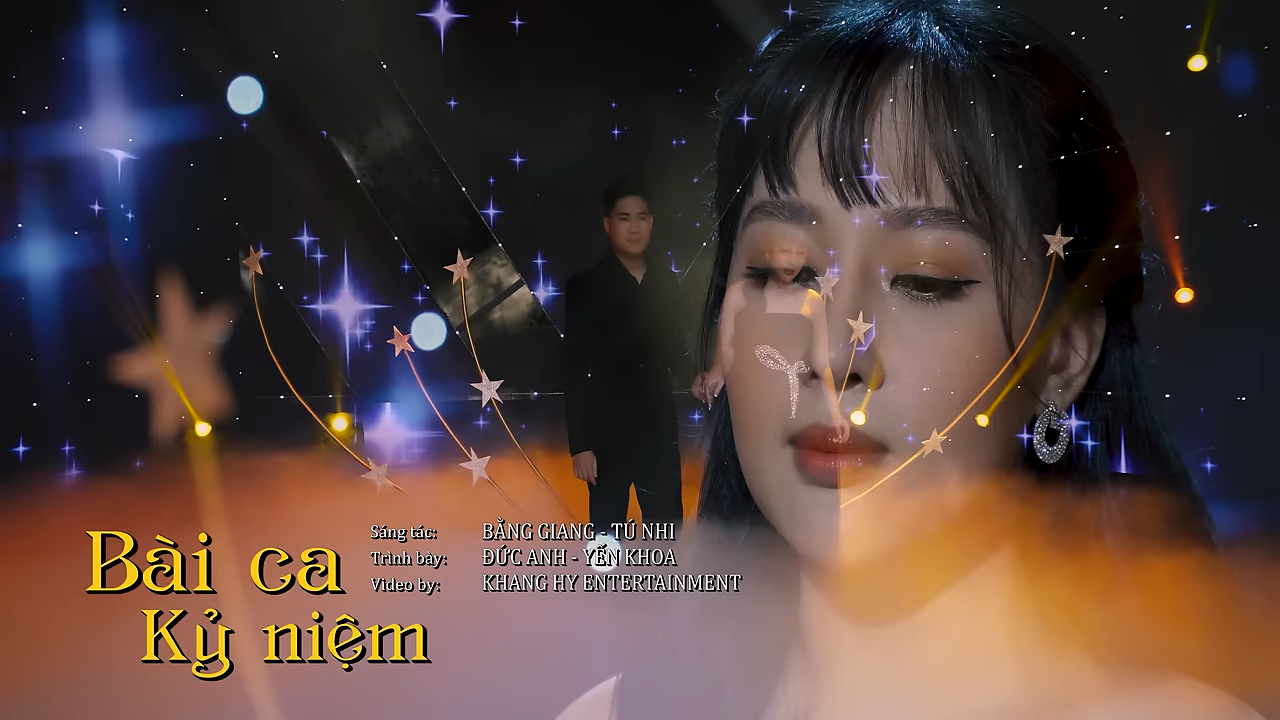 Bài ca
Kỷ niệm
Sáng tác: BẰNG GIANG - TÚ NHI
Trình bày: ĐỨC ANH - YẾN KHOA
Video by: KHANG HY ENTERTAINMENT